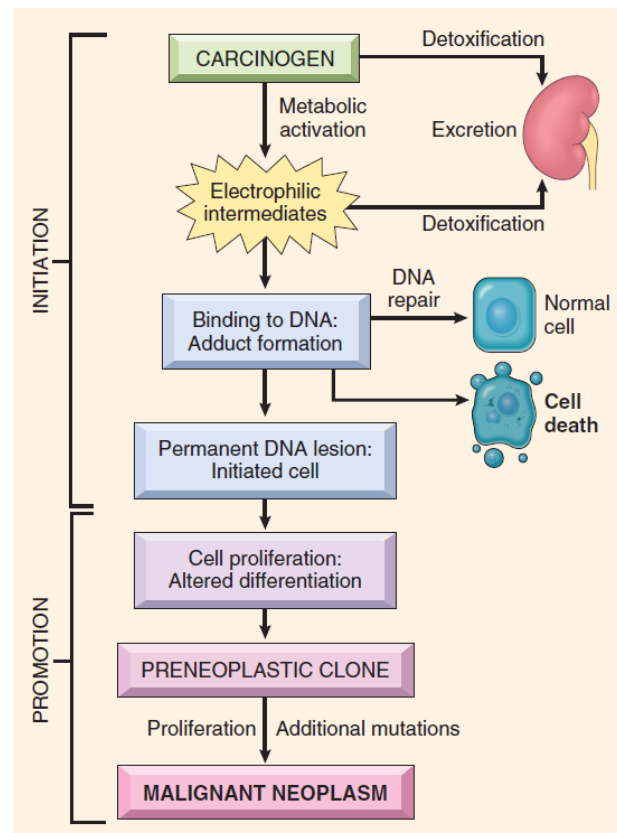 Detoxification
CARCINOGEN
Metabolic
activation
Excretion
Electrophilic
intermediates
Detoxification
INITIATION
DNA
repair
Binding to DNA:
Adduct formation
Normal
cell
Cell
death
Permanent DNA lesion:
Initiated cell
PROMOTION
Cell proliferation:
Altered differentiation
PRENEOPLASTIC CLONE
Proliferation
Additional mutations
MALIGNANT NEOPLASM